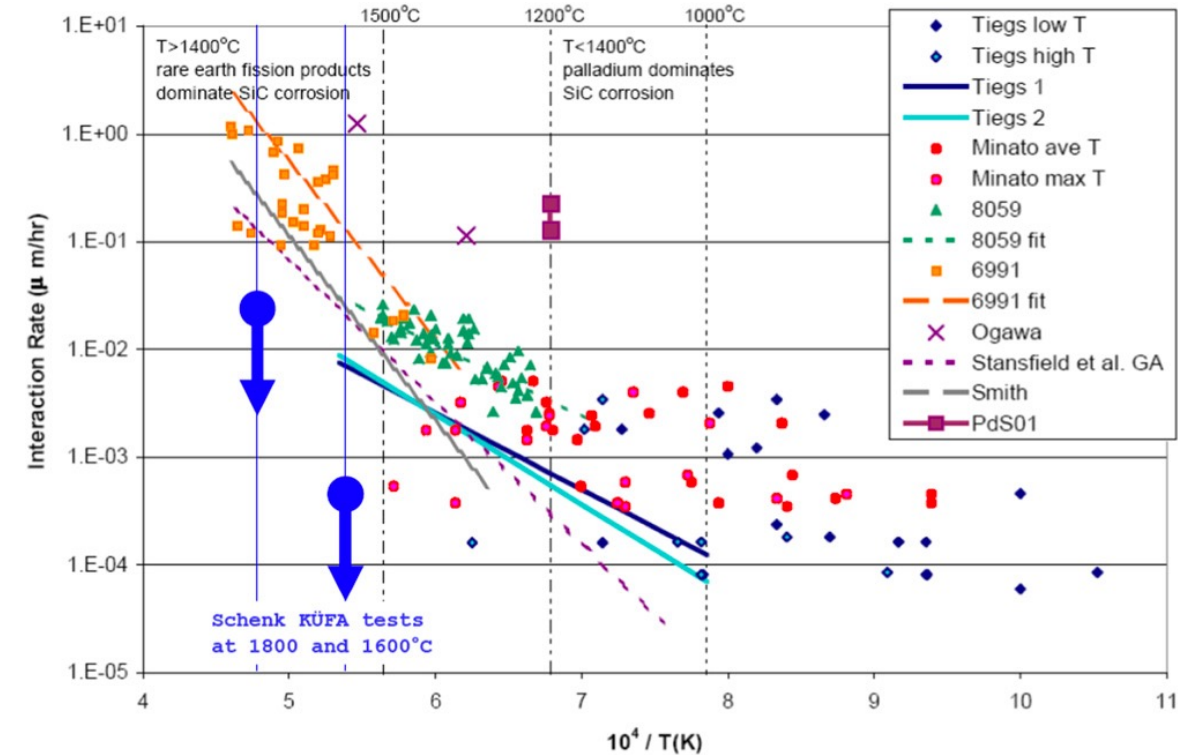 1500°C 1200°C 1000°C
1.E+01
1.E+00
1.E-01
1.E-02
1.E-03
1.E-04
1.E-05
Interaction Rate (μ m/hr)
T>1400°C
rare earth fission products
dominate SiC corrosion
T<1400°C
palladium dominates
SiC corrosion
Tiegs low T
Tiegs high T
Tiegs 1
Tiegs 2
Minato ave T
Minato max T
8059
8059 fit
6991
6991 fit
Ogawa
Stansfield et al. GA
Smith
PdS01
Schenk KÜFA tests
at 1800 and 1600°C
4 5 6 7 8 9 10 11
10⁴ / T(K)